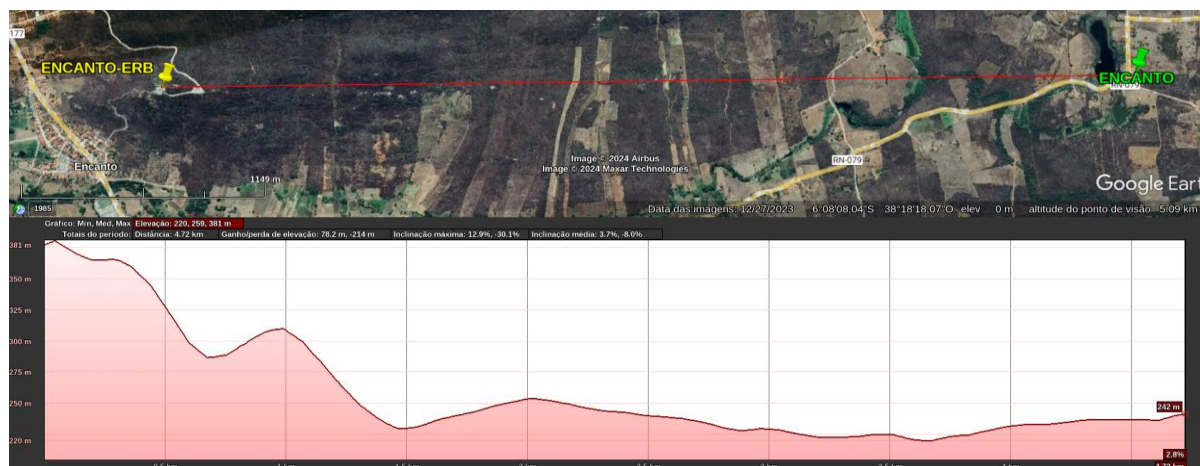 177
ENCANTO-ERB
ENCANTO
RN-079
Encanto
Image © 2024 Airbus
Image © 2024 Maxar Technologies
RN-079
1149 m
Google Eart
1985
Data das imagens: 12/27/2023 6°08'08.04"S 38°18'18.07"O elev 0 m altitude do ponto de visão 5.09 km
Gráfico: Min, Méd, Max Elevação: 220, 259, 381 m
Totais do período: Distância: 4.72 km Ganho/perda de elevação: 78.2 m, -214 m Inclinação máxima: 12.9%, -30.1% Inclinação média: 3.7%, -8.0%
381 m
350 m
325 m
300 m
275 m
250 m
242 m
220 m
2.8%